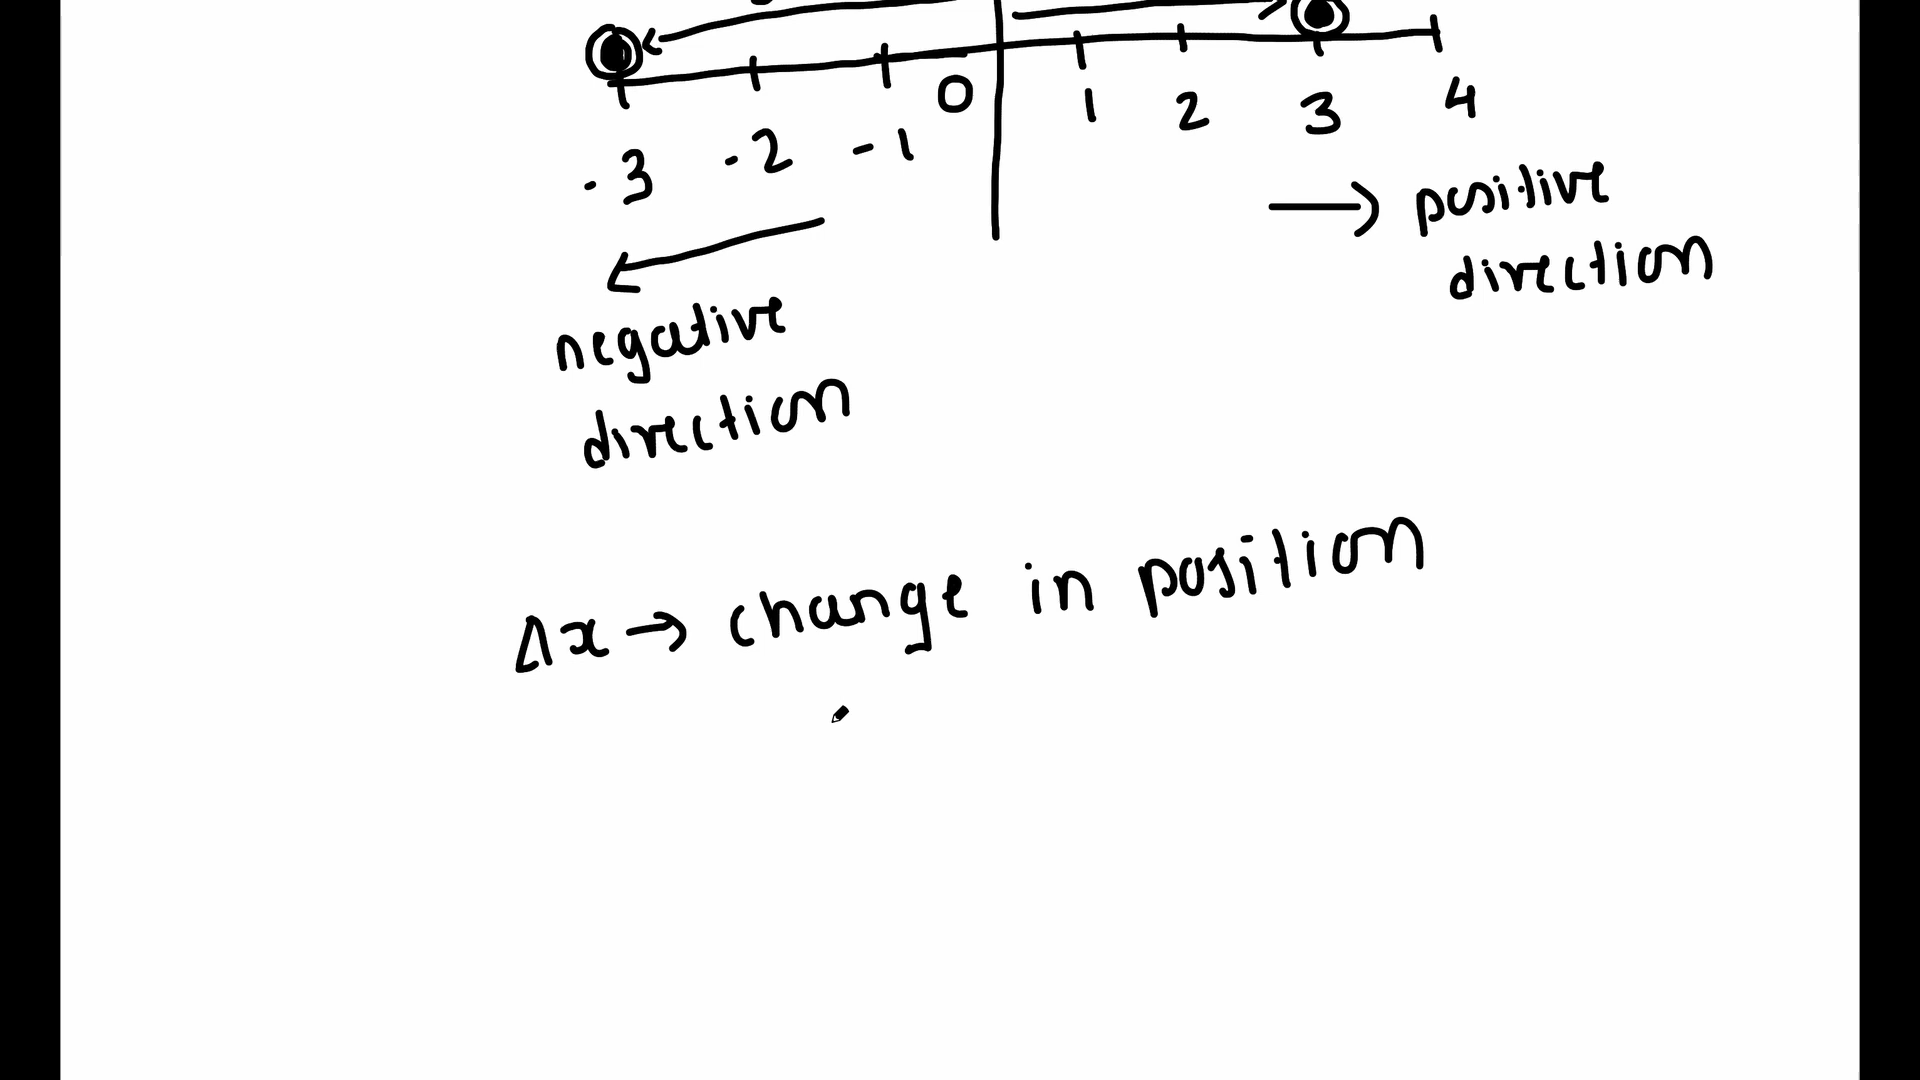 0 1 2 3 4
-3 -2 -1
→ positive
direction
←
negative
direction
Δx → change in position